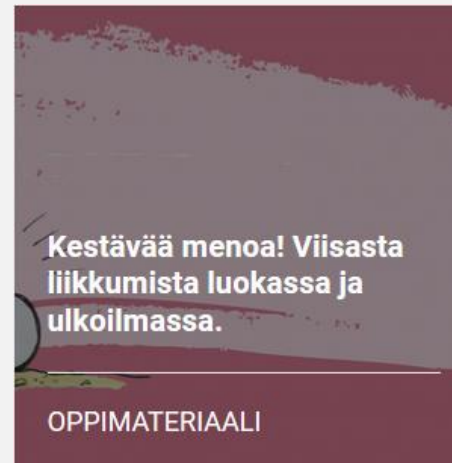 Kestävää menoa! Viisasta
liikkumista luokassa ja
ulkoilmassa.
OPPIMATERIAALI